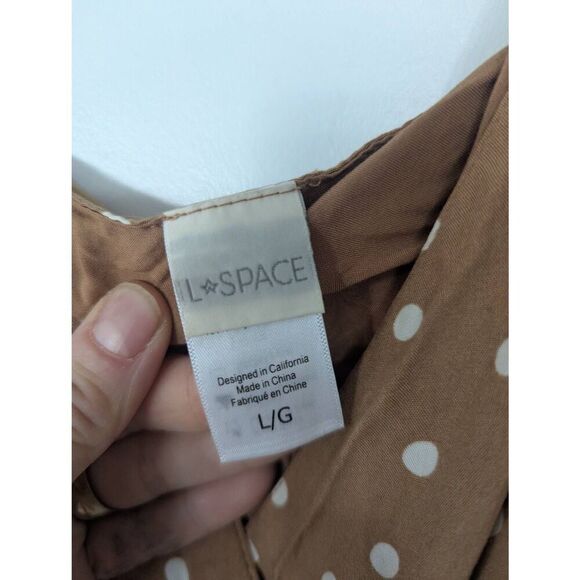 L☆SPACE
Designed in California
Made in China
Fabriqué en Chine
L/G